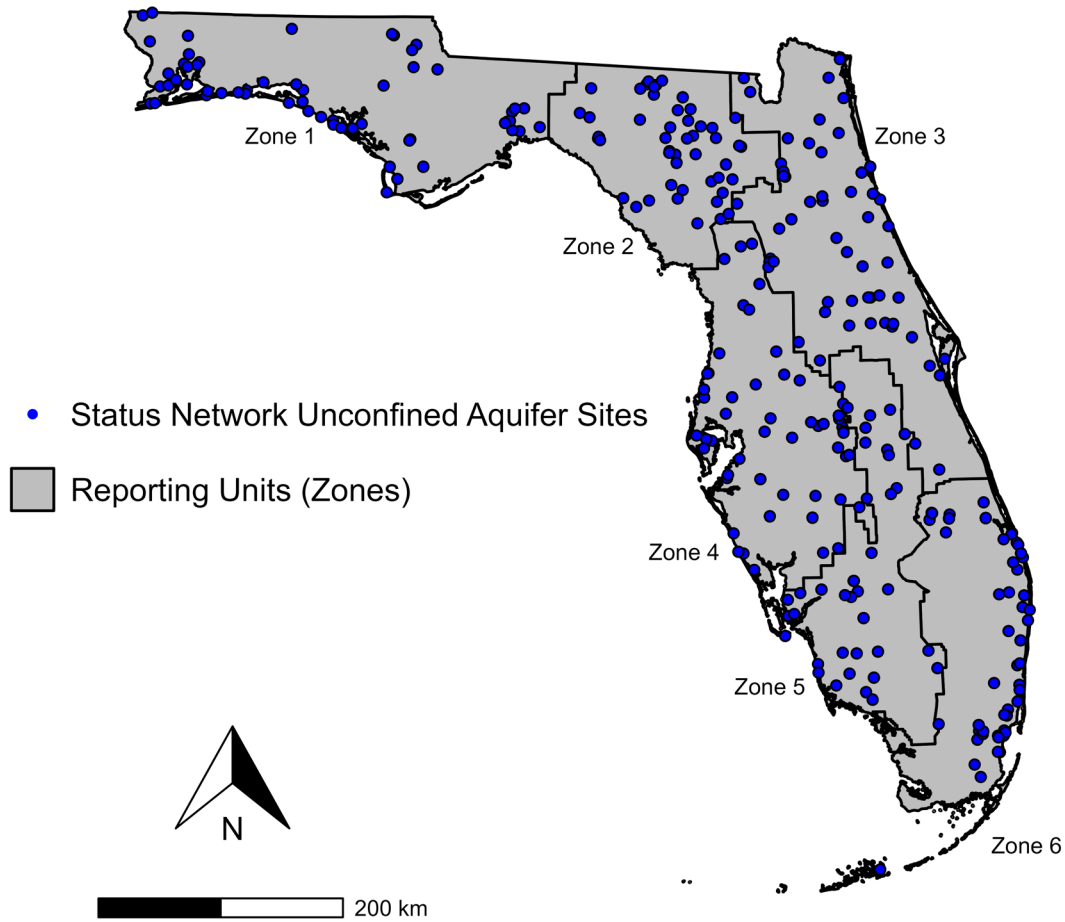 Zone 1
Zone 3
Zone 2
Status Network Unconfined Aquifer Sites
Reporting Units (Zones)
Zone 4
Zone 5
N
Zone 6
200 km